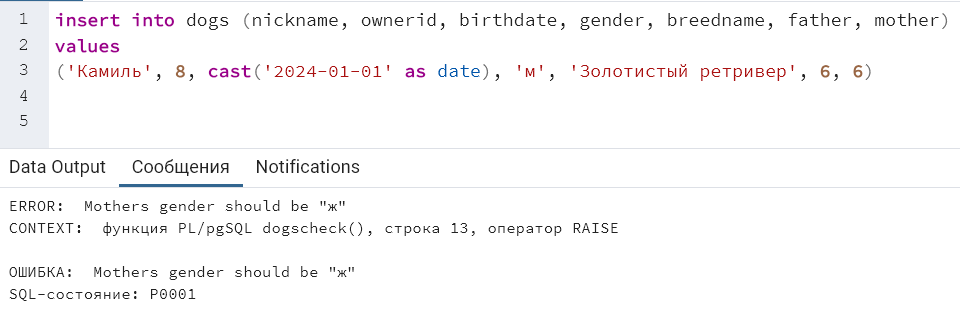 1 insert into dogs (nickname, ownerid, birthdate, gender, breedname, father, mother)
2 values
3 ('Камиль', 8, cast('2024-01-01' as date), 'м', 'Золотистый ретривер', 6, 6)
4
5
Data Output Сообщения Notifications
ERROR: Mothers gender should be "ж"
CONTEXT: функция PL/pgSQL dogscheck(), строка 13, оператор RAISE
ОШИБКА: Mothers gender should be "ж"
SQL-состояние: P0001